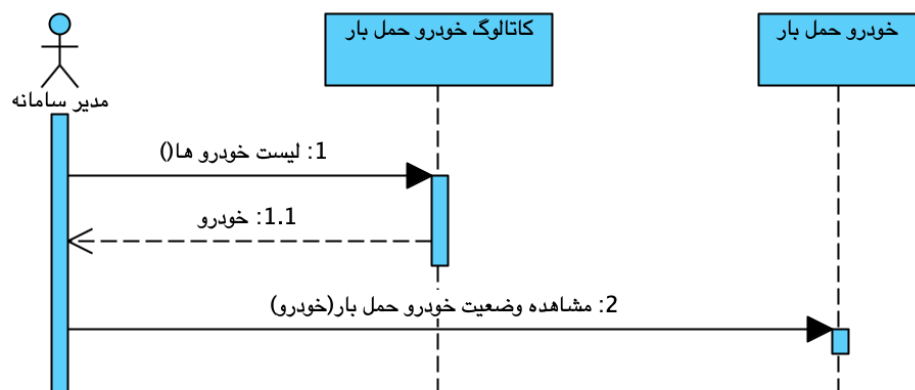 کاتالوگ خودرو حمل بار
خودرو حمل بار
مدیر سامانه
1: لیست خودرو ها()
1.1: خودرو
2: مشاهده وضعیت خودرو حمل بار(خودرو)